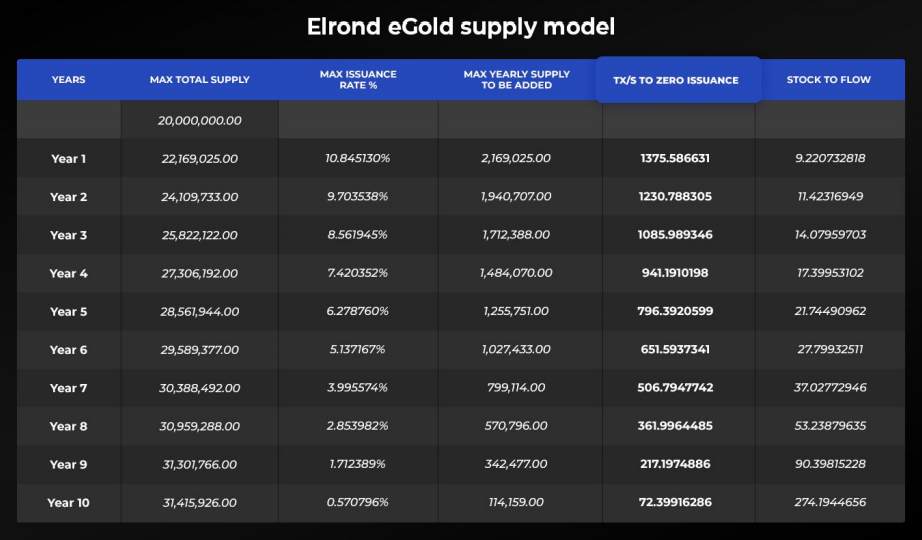 Elrond eGold supply model
YEARS MAX TOTAL SUPPLY MAX ISSUANCE RATE % MAX YEARLY SUPPLY TO BE ADDED TX/S TO ZERO ISSUANCE STOCK TO FLOW
20,000,000.00
Year 1 22,169,025.00 10.845130% 2,169,025.00 1375.586631 9.220732818
Year 2 24,109,733.00 9.703538% 1,940,707.00 1230.788305 11.42316949
Year 3 25,822,122.00 8.561945% 1,712,388.00 1085.989346 14.07959703
Year 4 27,306,192.00 7.420352% 1,484,070.00 941.1910198 17.39953102
Year 5 28,561,944.00 6.278760% 1,255,751.00 796.3920599 21.74490962
Year 6 29,589,377.00 5.137167% 1,027,433.00 651.5937341 27.79932511
Year 7 30,388,492.00 3.995574% 799,114.00 506.7947742 37.02772946
Year 8 30,959,288.00 2.853982% 570,796.00 361.9964485 53.23879635
Year 9 31,301,766.00 1.712389% 342,477.00 217.1974886 90.39815228
Year 10 31,415,926.00 0.570796% 114,159.00 72.39916286 274.1944656